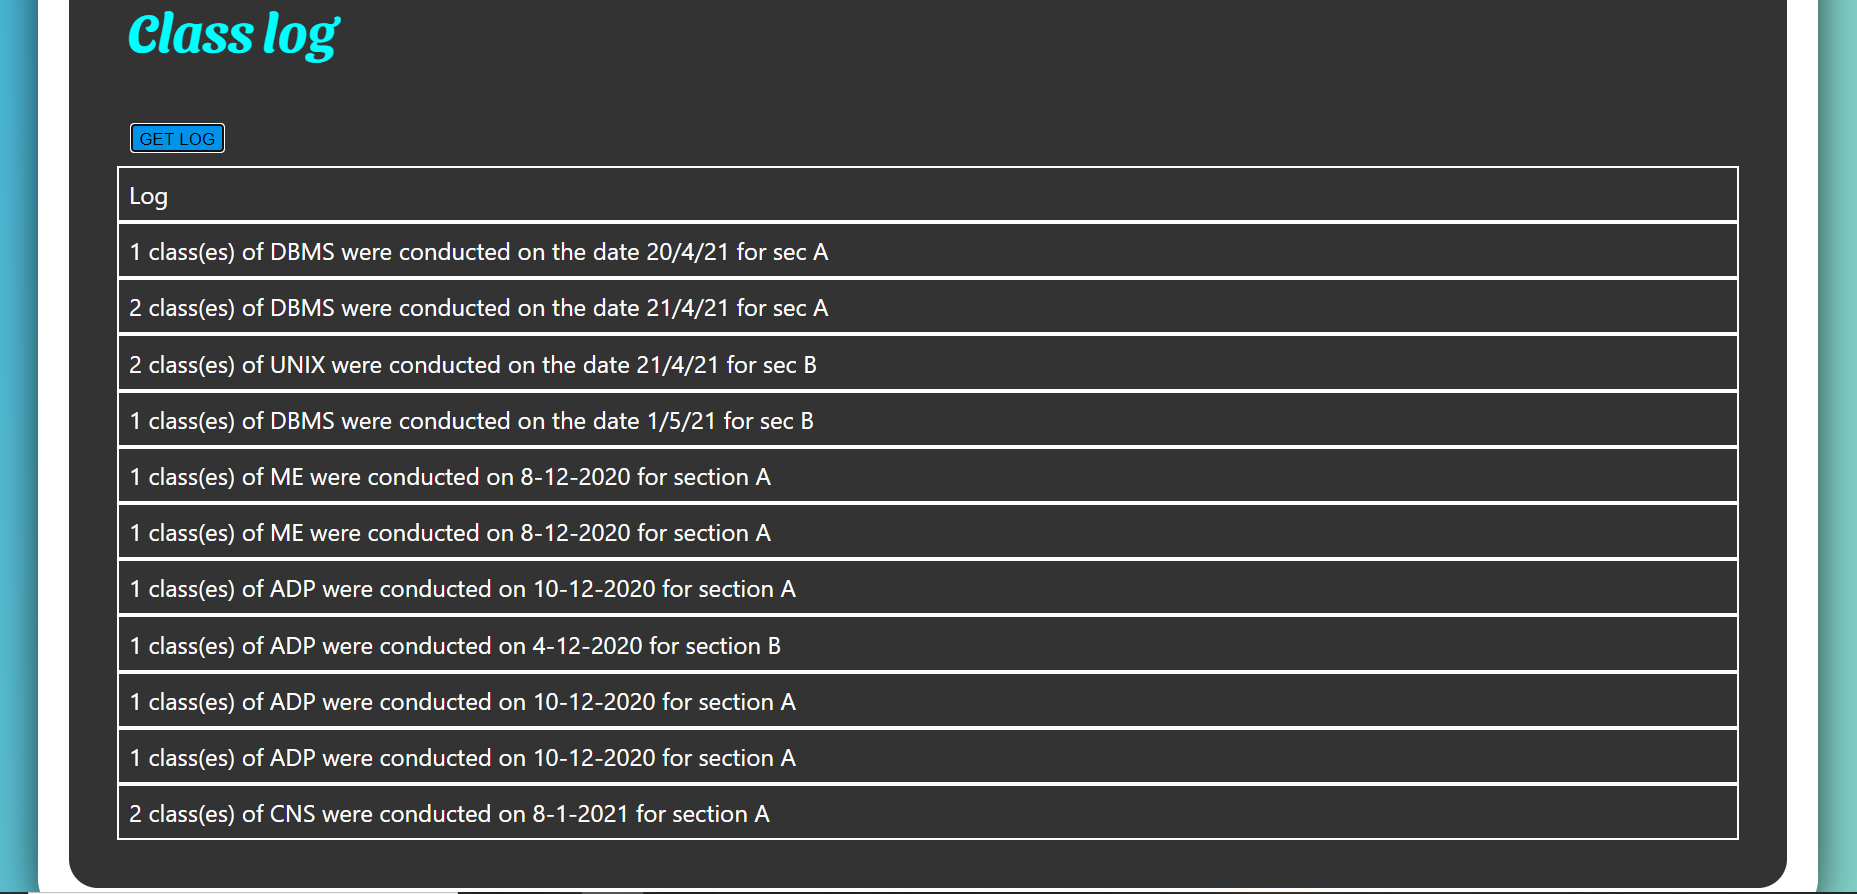 Class log
GET LOG
Log
1 class(es) of DBMS were conducted on the date 20/4/21 for sec A
2 class(es) of DBMS were conducted on the date 21/4/21 for sec A
2 class(es) of UNIX were conducted on the date 21/4/21 for sec B
1 class(es) of DBMS were conducted on the date 1/5/21 for sec B
1 class(es) of ME were conducted on 8-12-2020 for section A
1 class(es) of ME were conducted on 8-12-2020 for section A
1 class(es) of ADP were conducted on 10-12-2020 for section A
1 class(es) of ADP were conducted on 4-12-2020 for section B
1 class(es) of ADP were conducted on 10-12-2020 for section A
1 class(es) of ADP were conducted on 10-12-2020 for section A
2 class(es) of CNS were conducted on 8-1-2021 for section A